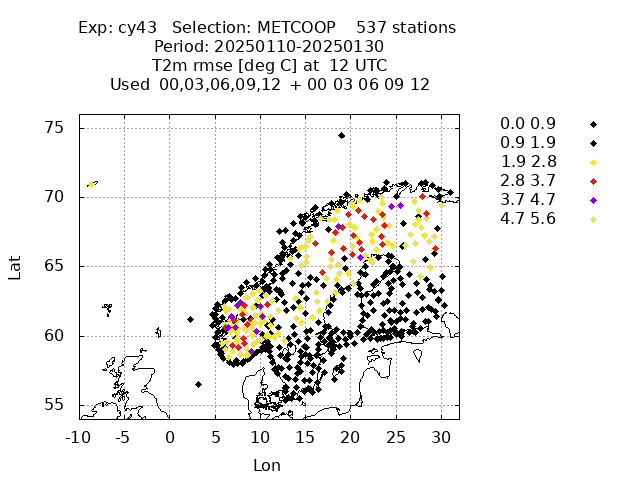 Exp: cy43 Selection: METCOOP 537 stations
Period: 20250110-20250130
T2m rmse [deg C] at 12 UTC
Used 00,03,06,09,12 + 00 03 06 09 12
75
70
65
60
55
Lat
-10 -5 0 5 10 15 20 25 30
Lon
0.0 0.9
0.9 1.9
1.9 2.8
2.8 3.7
3.7 4.7
4.7 5.6